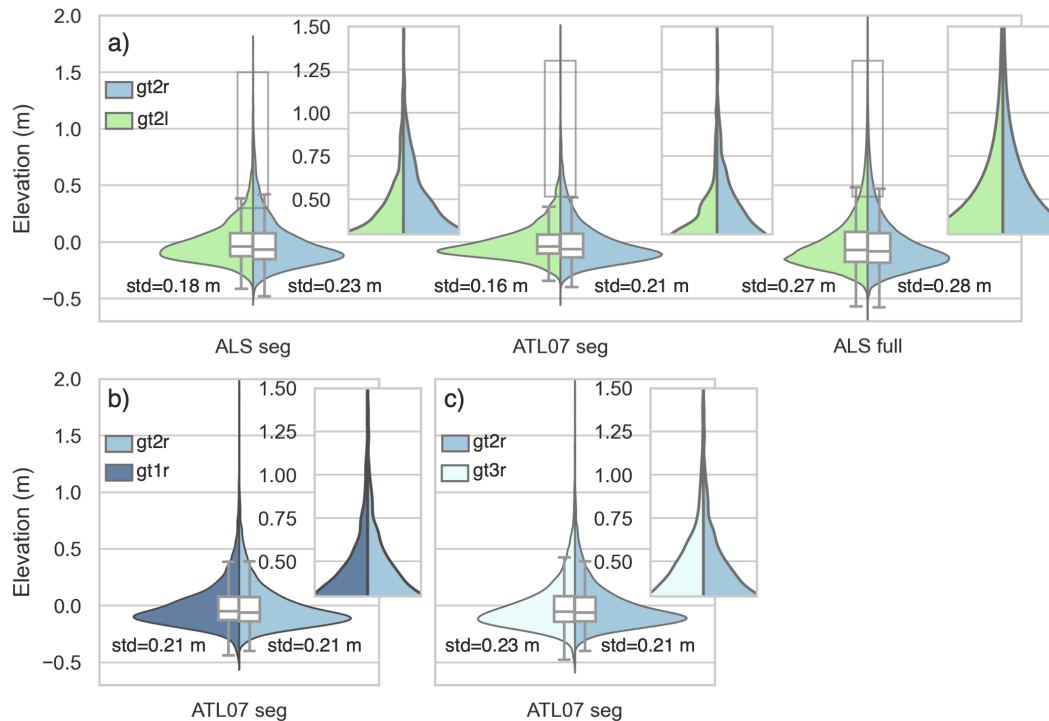 2.0
1.5
1.0
0.5
0.0
−0.5
Elevation (m)
a)
gt2r
gt2l
1.50
1.25
1.00
0.75
0.50
std=0.18 m
std=0.23 m
std=0.16 m
std=0.21 m
std=0.27 m
std=0.28 m
ALS seg
ATL07 seg
ALS full
2.0
1.5
1.0
0.5
0.0
−0.5
Elevation (m)
b)
gt2r
gt1r
1.50
1.25
1.00
0.75
0.50
std=0.21 m
std=0.21 m
ATL07 seg
c)
gt2r
gt3r
1.50
1.25
1.00
0.75
0.50
std=0.23 m
std=0.21 m
ATL07 seg